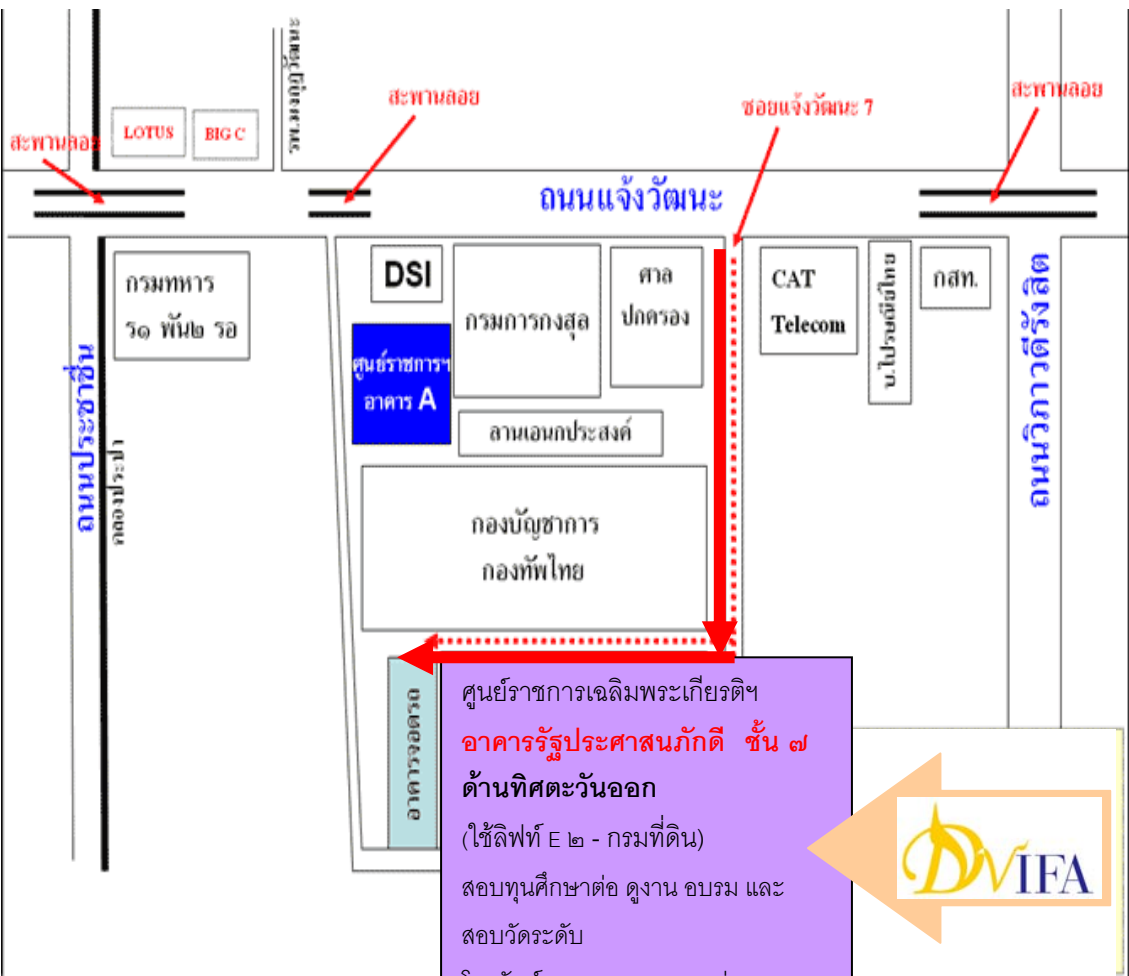 สะพานลอย
ซอยแจ้งวัฒนะ 7
สะพานลอย
LOTUS
BIG C
สะพานลอย
ถนนแจ้งวัฒนะ
กรมทหาร
ร๑ พัน๒ รอ
DSI
กรมการกงสุล
ศาล
ปกครอง
CAT
Telecom
บ.ไปรษณีย์ไทย
กสท.
ศูนย์ราชการฯ
อาคาร A
ลานเอนกประสงค์
ถนนประชาชื่น
คลองประปา
ถนนวิภาวดีรังสิต
กองบัญชาการ
กองทัพไทย
อาคารจอดรถ
ศูนย์ราชการเฉลิมพระเกียรติฯ
อาคารรัฐประศาสนภักดี ชั้น ๗
ด้านทิศตะวันออก
(ใช้ลิฟท์ E ๒ - กรมที่ดิน)
สอบทุนศึกษาต่อ ดูงาน อบรม และ
สอบวัดระดับ
DVIFA